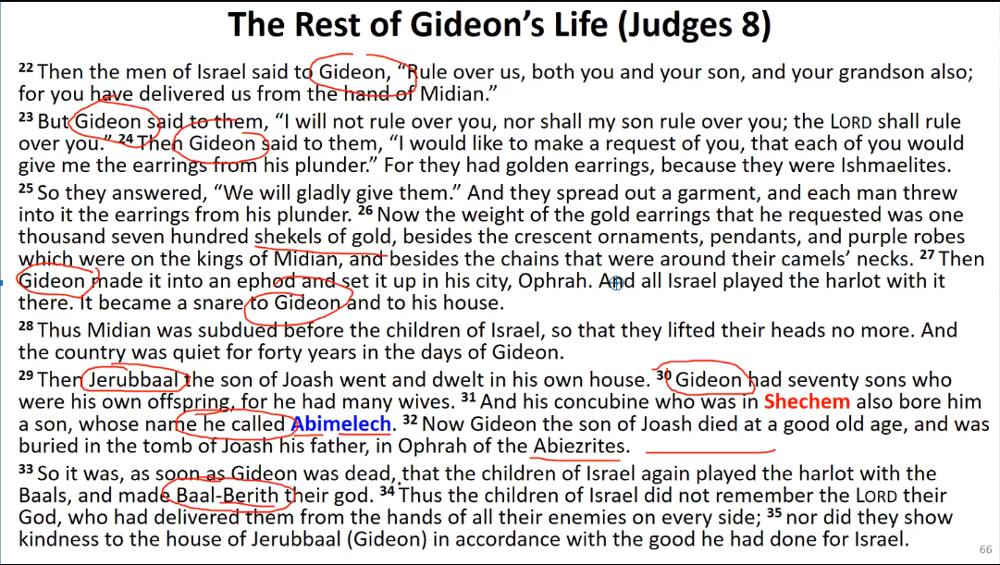 The Rest of Gideon’s Life (Judges 8)
22 Then the men of Israel said to Gideon, “Rule over us, both you and your son, and your grandson also;
for you have delivered us from the hand of Midian.”
23 But Gideon said to them, “I will not rule over you, nor shall my son rule over you; the LORD shall rule
over you.” 24 Then Gideon said to them, “I would like to make a request of you, that each of you would
give me the earrings from his plunder.” For they had golden earrings, because they were Ishmaelites.
25 So they answered, “We will gladly give them.” And they spread out a garment, and each man threw
into it the earrings from his plunder. 26 Now the weight of the gold earrings that he requested was one
thousand seven hundred shekels of gold, besides the crescent ornaments, pendants, and purple robes
which were on the kings of Midian, and besides the chains that were around their camels’ necks. 27 Then
Gideon made it into an ephod and set it up in his city, Ophrah. And all Israel played the harlot with it
there. It became a snare to Gideon and to his house.
28 Thus Midian was subdued before the children of Israel, so that they lifted their heads no more. And
the country was quiet for forty years in the days of Gideon.
29 Then Jerubbaal the son of Joash went and dwelt in his own house. 30 Gideon had seventy sons who
were his own offspring, for he had many wives. 31 And his concubine who was in Shechem also bore him
a son, whose name he called Abimelech. 32 Now Gideon the son of Joash died at a good old age, and was
buried in the tomb of Joash his father, in Ophrah of the Abiezrites.
33 So it was, as soon as Gideon was dead, that the children of Israel again played the harlot with the
Baals, and made Baal-Berith their god. 34 Thus the children of Israel did not remember the LORD their
God, who had delivered them from the hands of all their enemies on every side; 35 nor did they show
kindness to the house of Jerubbaal (Gideon) in accordance with the good he had done for Israel.
66